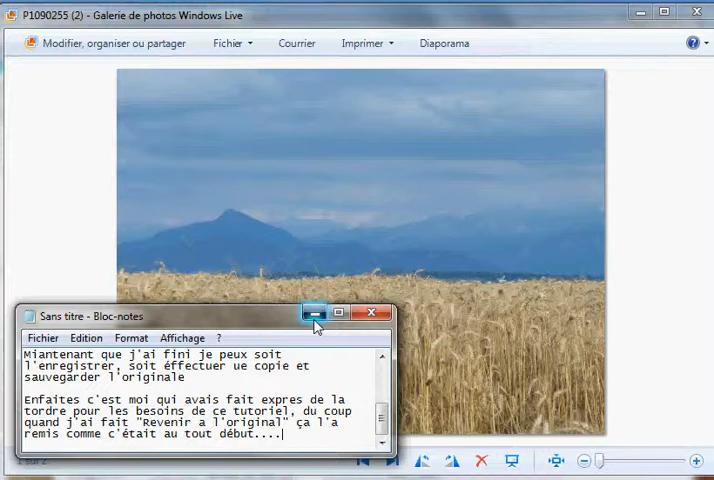 P1090255 (2) - Galerie de photos Windows Live
Modifier, organiser ou partager Fichier Courrier Imprimer Diaporama ?
Sans titre - Bloc-notes
Fichier Edition Format Affichage ?
Miantenant que j'ai fini je peux soit
l'enregistrer, soit éffectuer ue copie et
sauvegarder l'originale
Enfaites c'est moi qui avais fait expres de la
tordre pour les besoins de ce tutoriel, du coup
quand j'ai fait "Revenir a l'original" ça l'a
remis comme c'était au tout début....